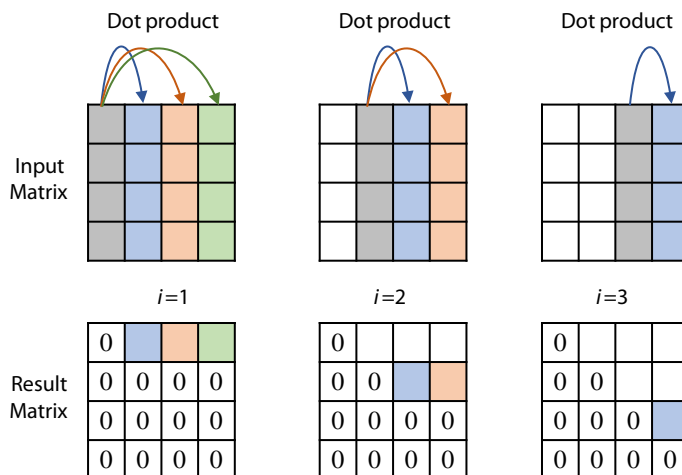 Dot product Dot product Dot product
Input
Matrix
i=1 i=2 i=3
0 0 0
0 0 0 0 0 0 0 0
Result
Matrix
0 0 0 0 0 0 0 0 0 0 0
0 0 0 0 0 0 0 0 0 0 0 0